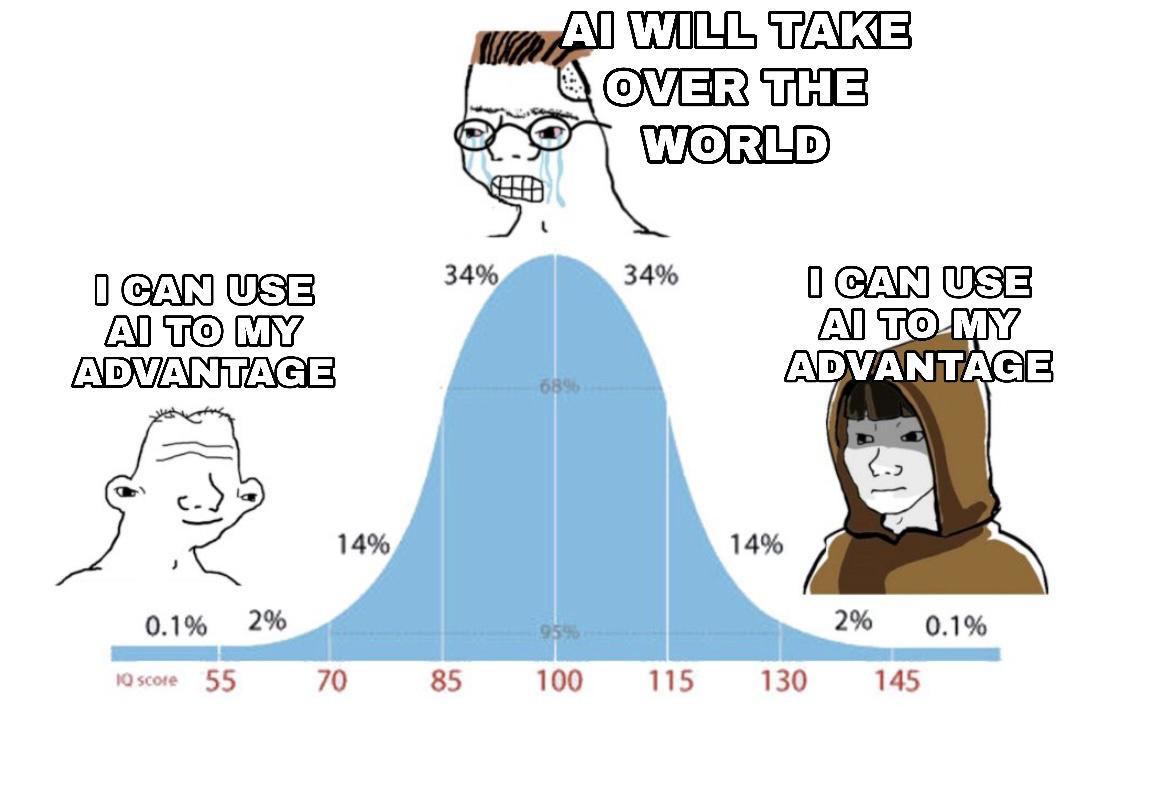 AI WILL TAKE
OVER THE
WORLD
I CAN USE
AI TO MY
ADVANTAGE
I CAN USE
AI TO MY
ADVANTAGE
34% 34%
68%
14% 14%
0.1% 2% 95% 2% 0.1%
IQ score 55 70 85 100 115 130 145